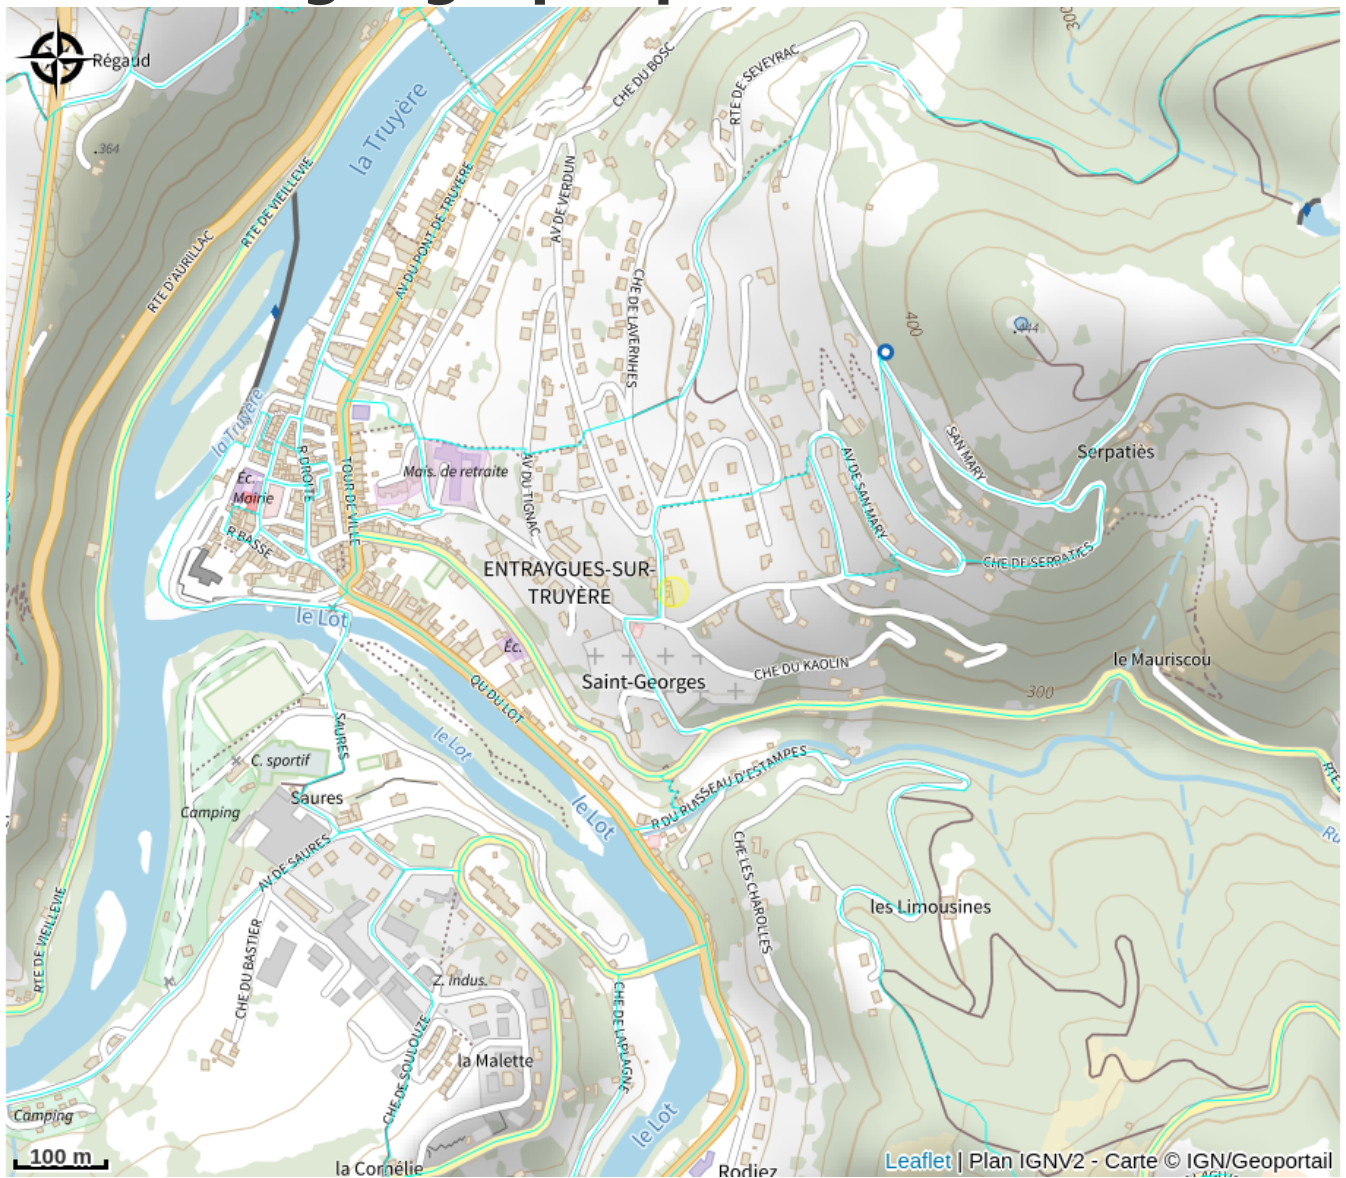 Régaud
364
la Truyère
CHE DU BOSC
RTE DE SEVEYRAC
300
RTE DE VIEILLEVIE
RTE D'AURILLAC
AV DU PONT DE TRUYERE
AV DE VERDUN
CHE DE LAVERNHES
400
444
la Truyère
R DROITE
TOUR DE VILLE
Éc.
Mairie
R BASSE
Mais. de retraite
AV DU TIGNAC
AV DE SAN MARY
SAN MARY
Serpatiès
CHE DE SERPATIES
ENTRAYGUES-SUR-
TRUYÈRE
le Lot
Éc.
Saint-Georges
CHE DU KAOLIN
le Mauriscou
300
QU DU LOT
SAURES
le Lot
C. sportif
Saures
Camping
le Lot
R DU RUISSEAU D'ESTAMPES
AV DE SAURES
CHE LES CHAROLLES
les Limousines
RTE DE VIEILLEVIE
CHE DU BASTIER
Z. indus.
CHE DE LAPLAGNE
CHE DE SOULOUZE
la Malette
Camping
le Lot
100 m
la Cornélie
Rodiez
Leaflet | Plan IGNV2 - Carte © IGN/Geoportail